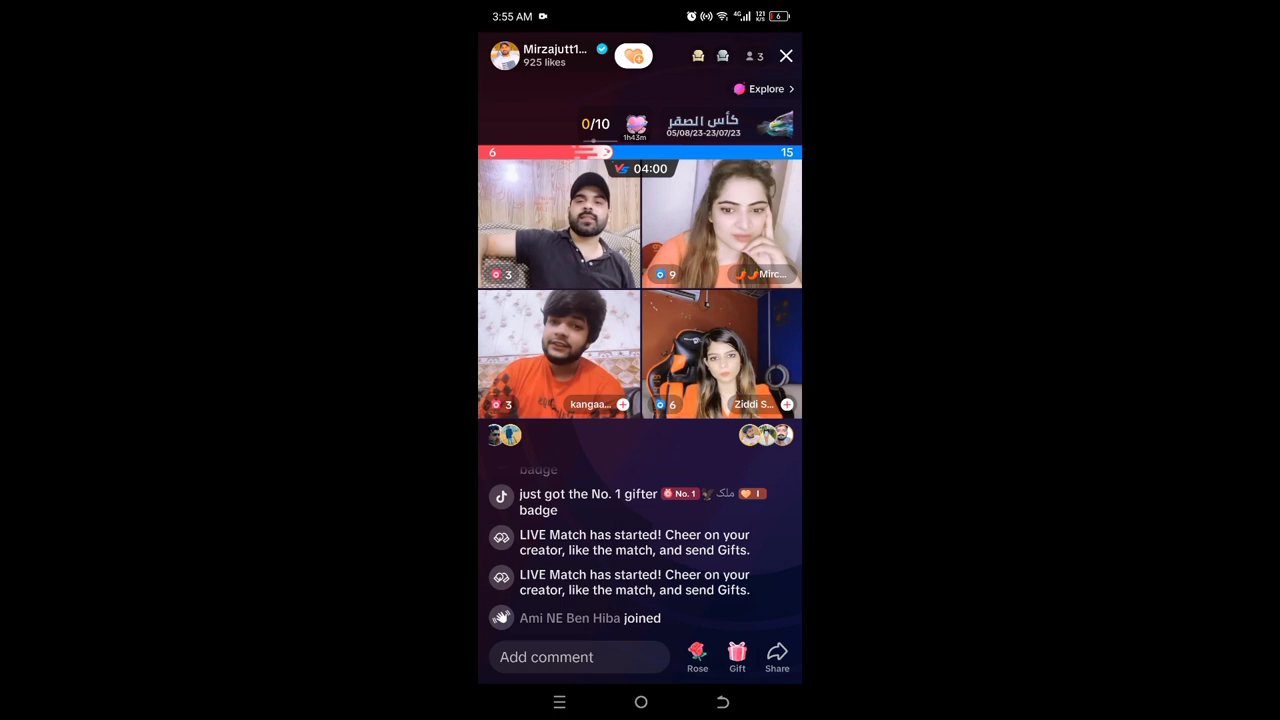 3:55 AM
4G
121
K/S
6
Mirzajutt1...
925 likes
3
Explore >
0/10
1h43m
كأس الصقر
05/08/23-23/07/23
6
15
VS 04:00
3
9
Mirc...
3
kangaa...
6
Ziddi S...
badge
just got the No. 1 gifter No. 1 ملک I
badge
LIVE Match has started! Cheer on your
creator, like the match, and send Gifts.
LIVE Match has started! Cheer on your
creator, like the match, and send Gifts.
Ami NE Ben Hiba joined
Add comment
Rose
Gift
Share